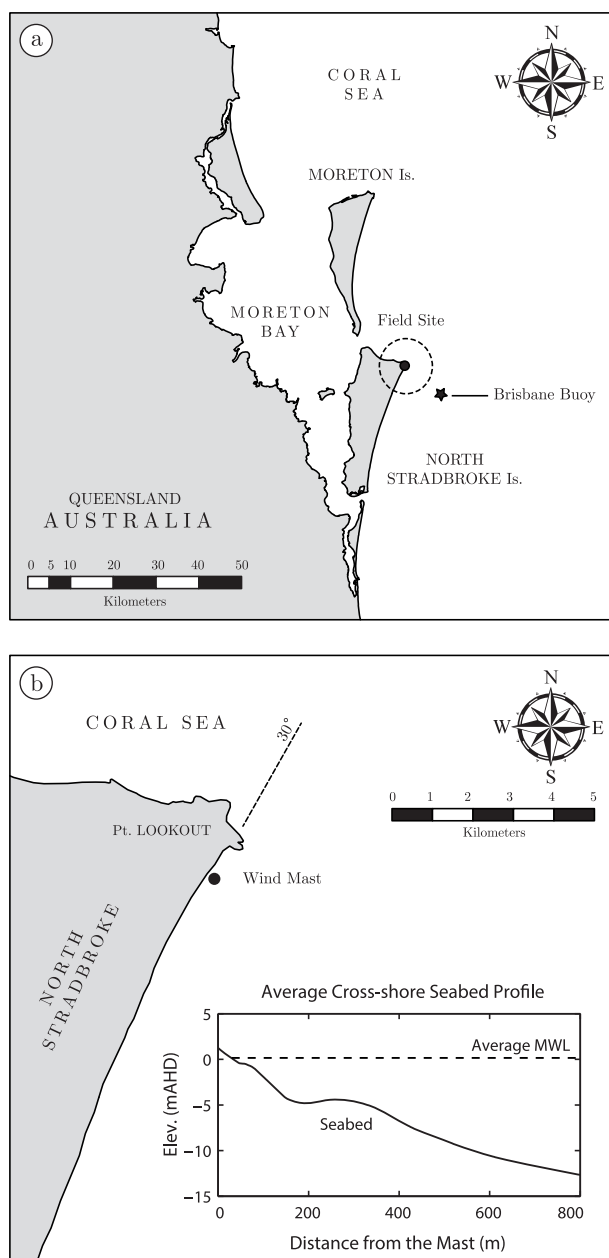 a
CORAL
SEA
N
W E
S
MORETON Is.
MORETON
BAY
Field Site
Brisbane Buoy
NORTH
STRADBROKE Is.
QUEENSLAND
AUSTRALIA
0 5 10 20 30 40 50
Kilometers
b
CORAL SEA
30°
N
W E
S
0 1 2 3 4 5
Kilometers
Pt. LOOKOUT
Wind Mast
NORTH
STRADBROKE
Average Cross-shore Seabed Profile
5
0
−5
−10
−15
Elev. (mAHD)
Average MWL
Seabed
0 200 400 600 800
Distance from the Mast (m)